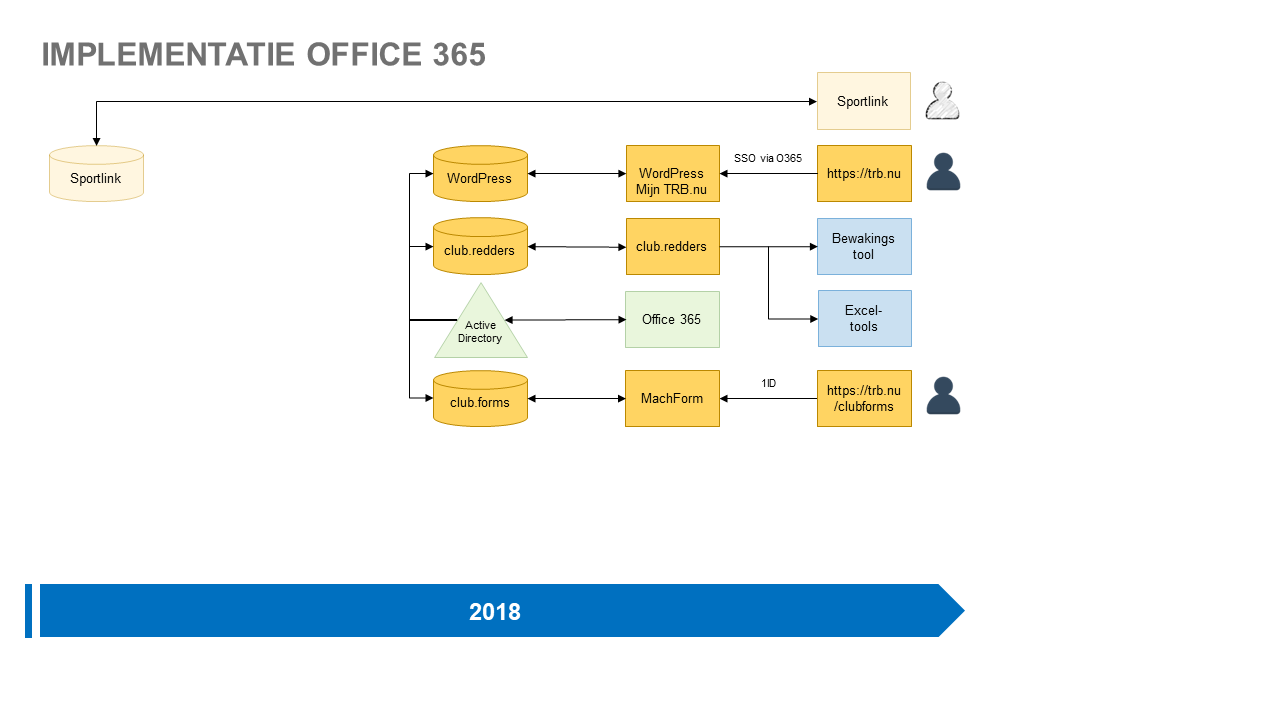 IMPLEMENTATIE OFFICE 365
Sportlink
Sportlink
WordPress
WordPress
Mijn TRB.nu
SSO via O365
https://trb.nu
club.redders
club.redders
Bewakings
tool
Active
Directory
Office 365
Excel-
tools
club.forms
MachForm
1ID
https://trb.nu
/clubforms
2018